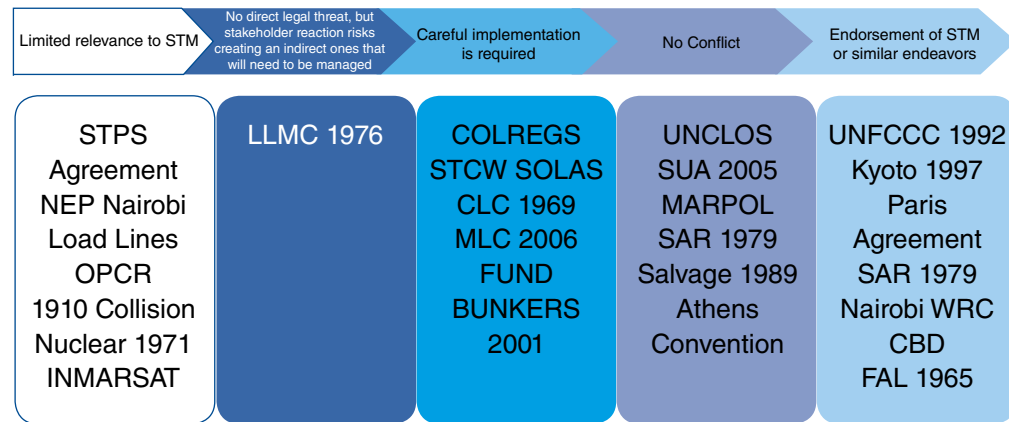 Limited relevance to STM
No direct legal threat, but
stakeholder reaction risks
creating an indirect ones that
will need to be managed
Careful implementation
is required
No Conflict
Endorsement of STM
or similar endeavors
STPS
Agreement
NEP Nairobi
Load Lines
OPCR
1910 Collision
Nuclear 1971
INMARSAT
LLMC 1976
COLREGS
STCW SOLAS
CLC 1969
MLC 2006
FUND
BUNKERS
2001
UNCLOS
SUA 2005
MARPOL
SAR 1979
Salvage 1989
Athens
Convention
UNFCCC 1992
Kyoto 1997
Paris
Agreement
SAR 1979
Nairobi WRC
CBD
FAL 1965